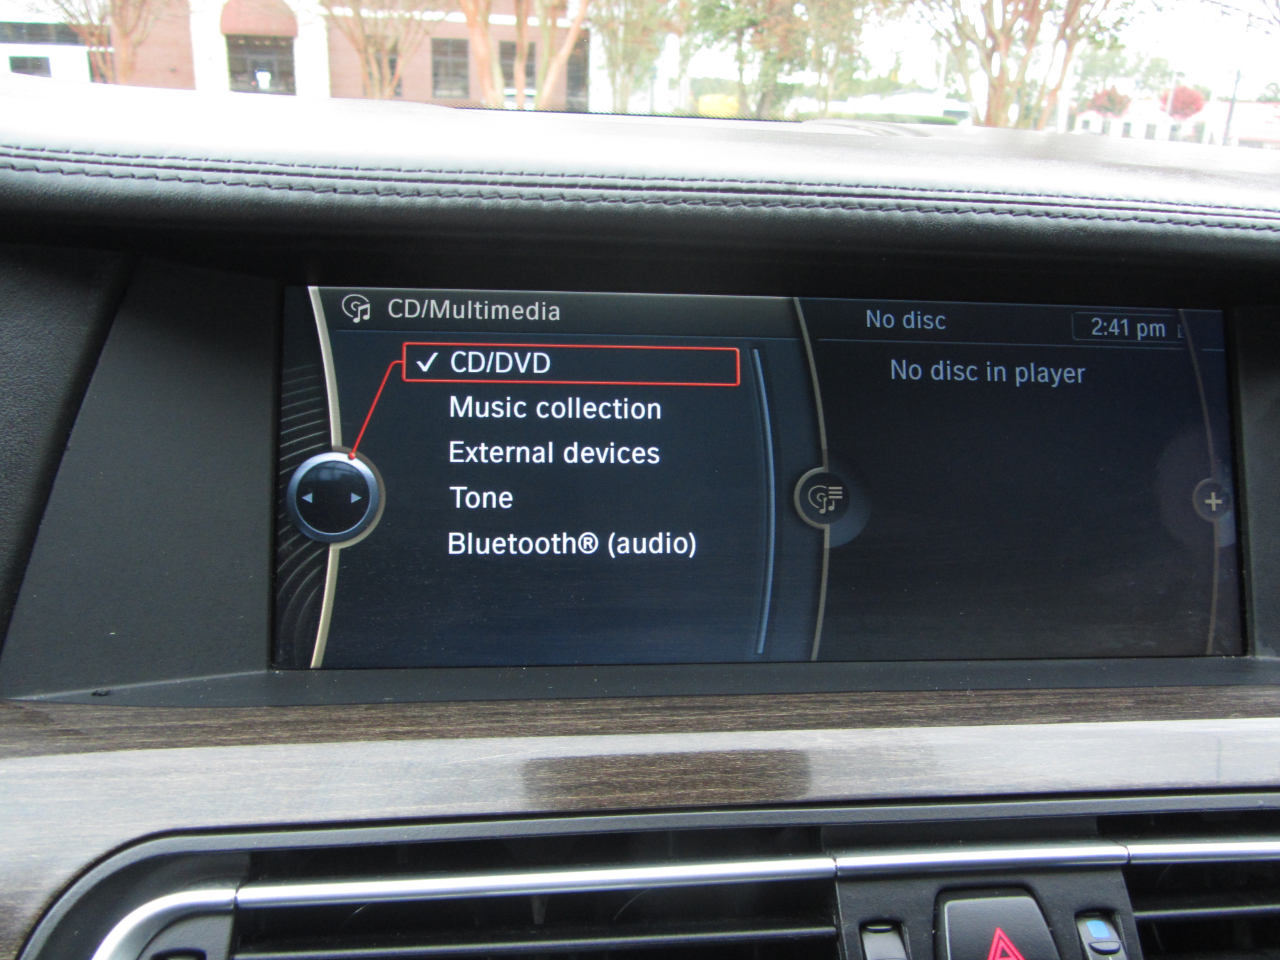 CD/Multimedia
No disc
2:41 pm
✓ CD/DVD
Music collection
External devices
Tone
Bluetooth® (audio)
No disc in player
+